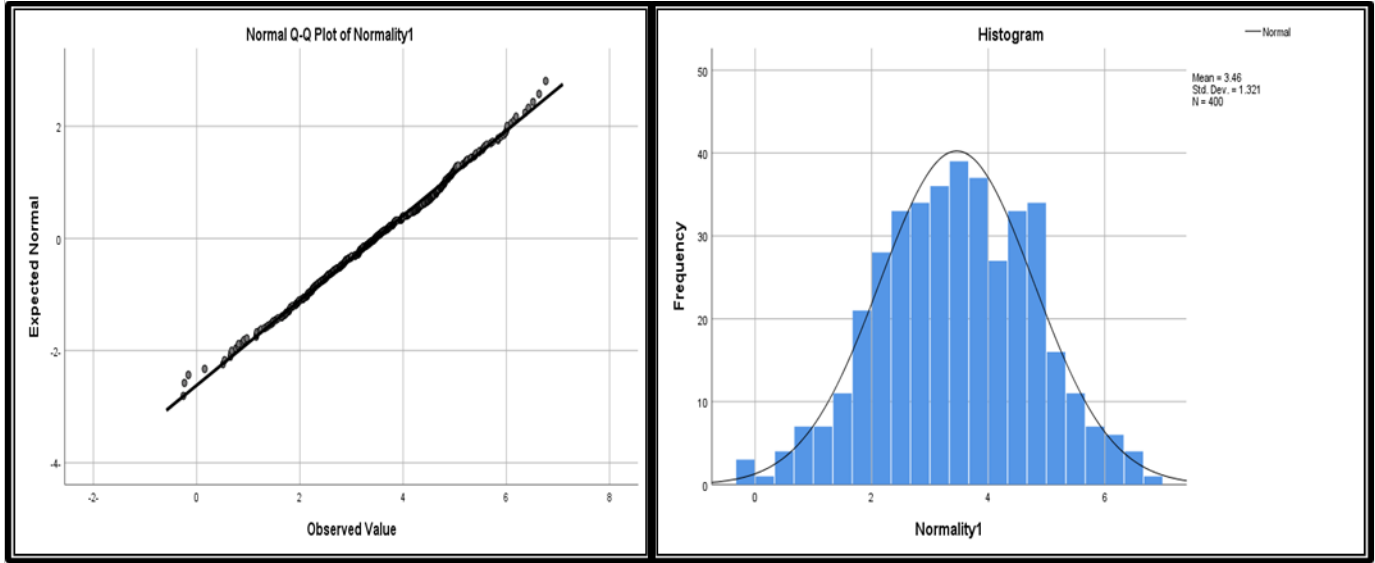 Normal Q-Q Plot of Normality1
2
0
-2-
-4-
Expected Normal
-2-
0
2
4
6
8
Observed Value
Histogram
Normal
Mean = 3.46
Std. Dev. = 1.321
N = 400
50
40
30
20
10
0
Frequency
0
2
4
6
Normality1